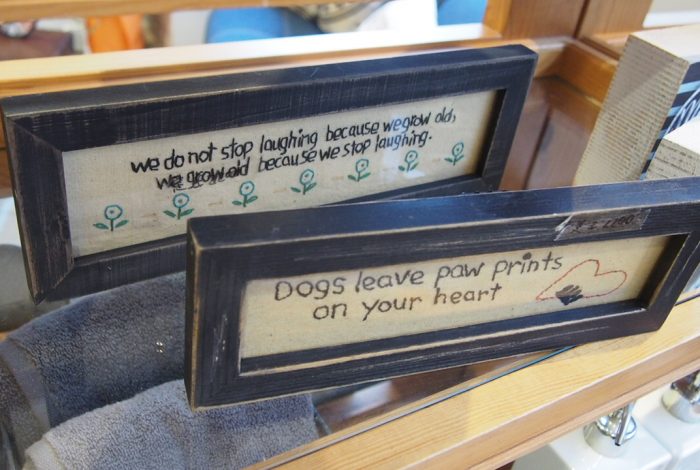 we do not stop laughing because we grow old,
we grow old because we stop laughing.
Dogs leave paw prints
on your heart